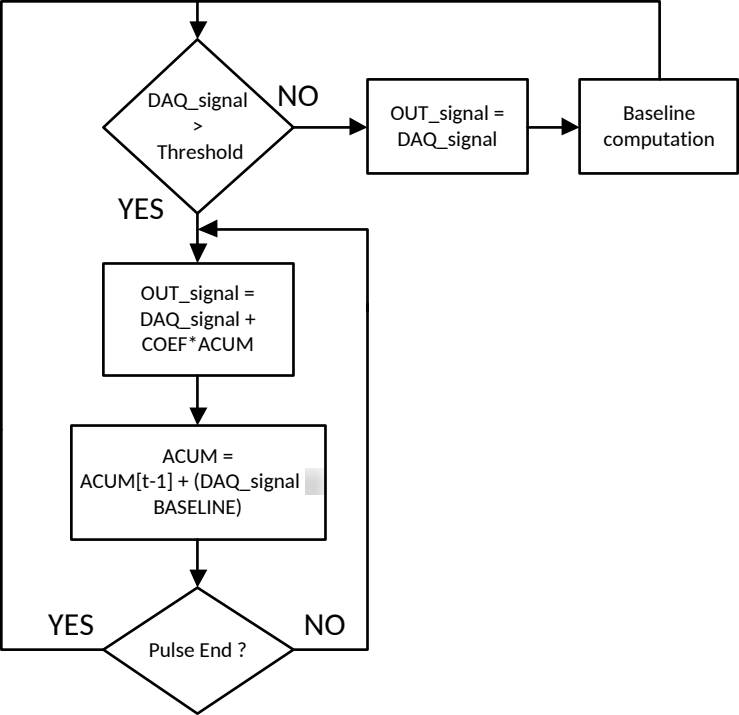 DAQ_signal
>
Threshold
NO
OUT_signal =
DAQ_signal
Baseline
computation
YES
OUT_signal =
DAQ_signal +
COEF*ACUM
ACUM =
ACUM[t-1] + (DAQ_signal
BASELINE)
YES
Pulse End ?
NO